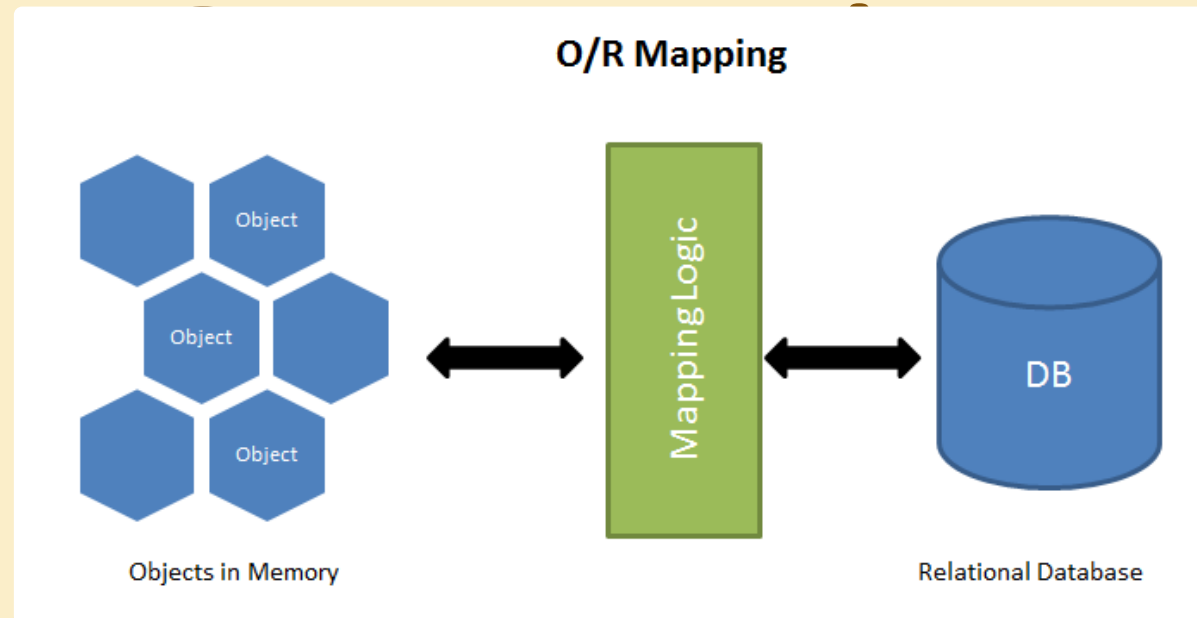 O/R Mapping
Object
Object
Object
Mapping Logic
DB
Objects in Memory
Relational Database